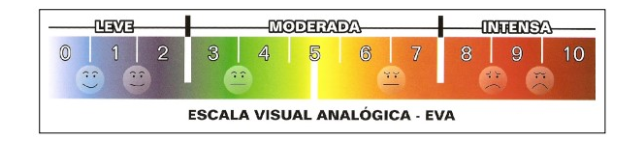 LEVE MODERADA INTENSA
0 1 2 3 4 5 6 7 8 9 10
ESCALA VISUAL ANALÓGICA - EVA